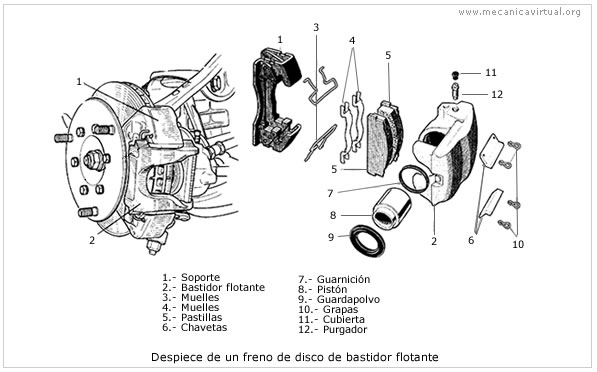 www.mecanicavirtual.org
1
3
4
5
11
12
1
2
5
7
8
9
2
6
10
1.- Soporte
2.- Bastidor flotante
3.- Muelles
4.- Muelles
5.- Pastillas
6.- Chavetas
7.- Guarnición
8.- Pistón
9.- Guardapolvo
10.- Grapas
11.- Cubierta
12.- Purgador
Despiece de un freno de disco de bastidor flotante